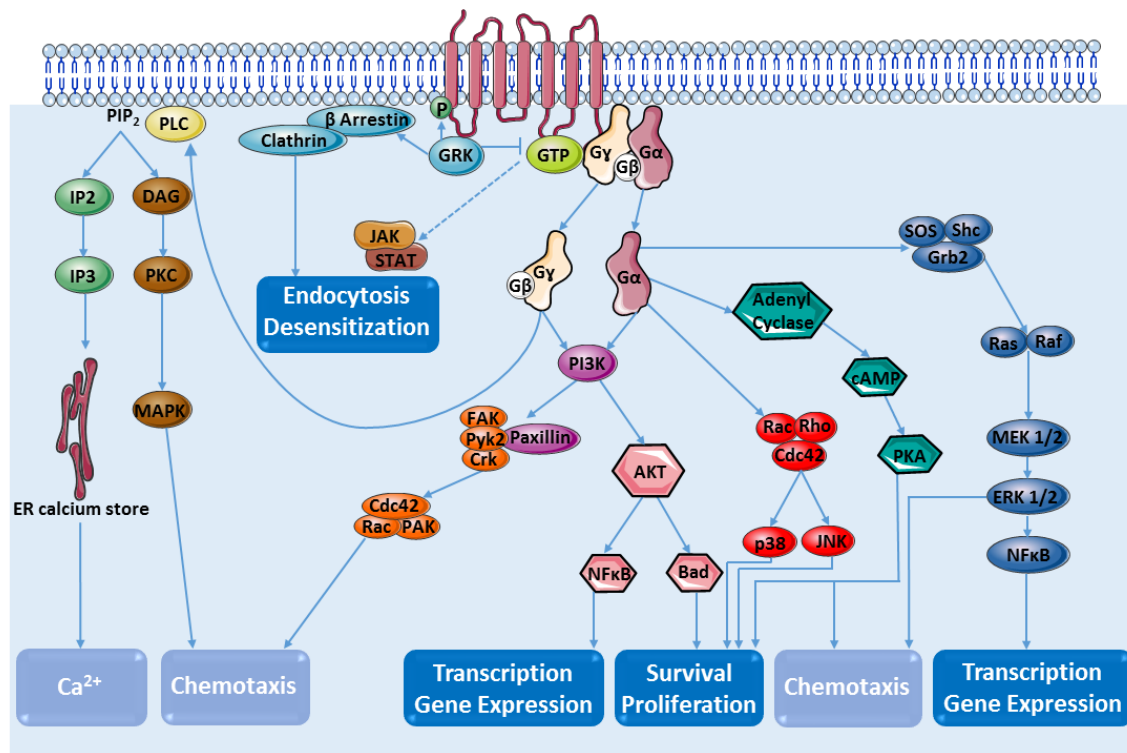 PIP2
PLC
P
β Arrestin
Clathrin
GRK
GTP
Gɣ
Gβ
Gα
IP2
DAG
JAK
STAT
SOS
Shc
Grb2
IP3
PKC
Endocytosis
Desensitization
Gɣ
Gβ
Gα
Adenyl
Cyclase
Ras
Raf
PI3K
cAMP
MAPK
FAK
Pyk2
Paxillin
Crk
Rac
Rho
Cdc42
MEK 1/2
AKT
PKA
ER calcium store
Cdc42
Rac
PAK
ERK 1/2
p38
JNK
NFκB
NFκB
Bad
Ca2+
Chemotaxis
Transcription
Gene Expression
Survival
Proliferation
Chemotaxis
Transcription
Gene Expression